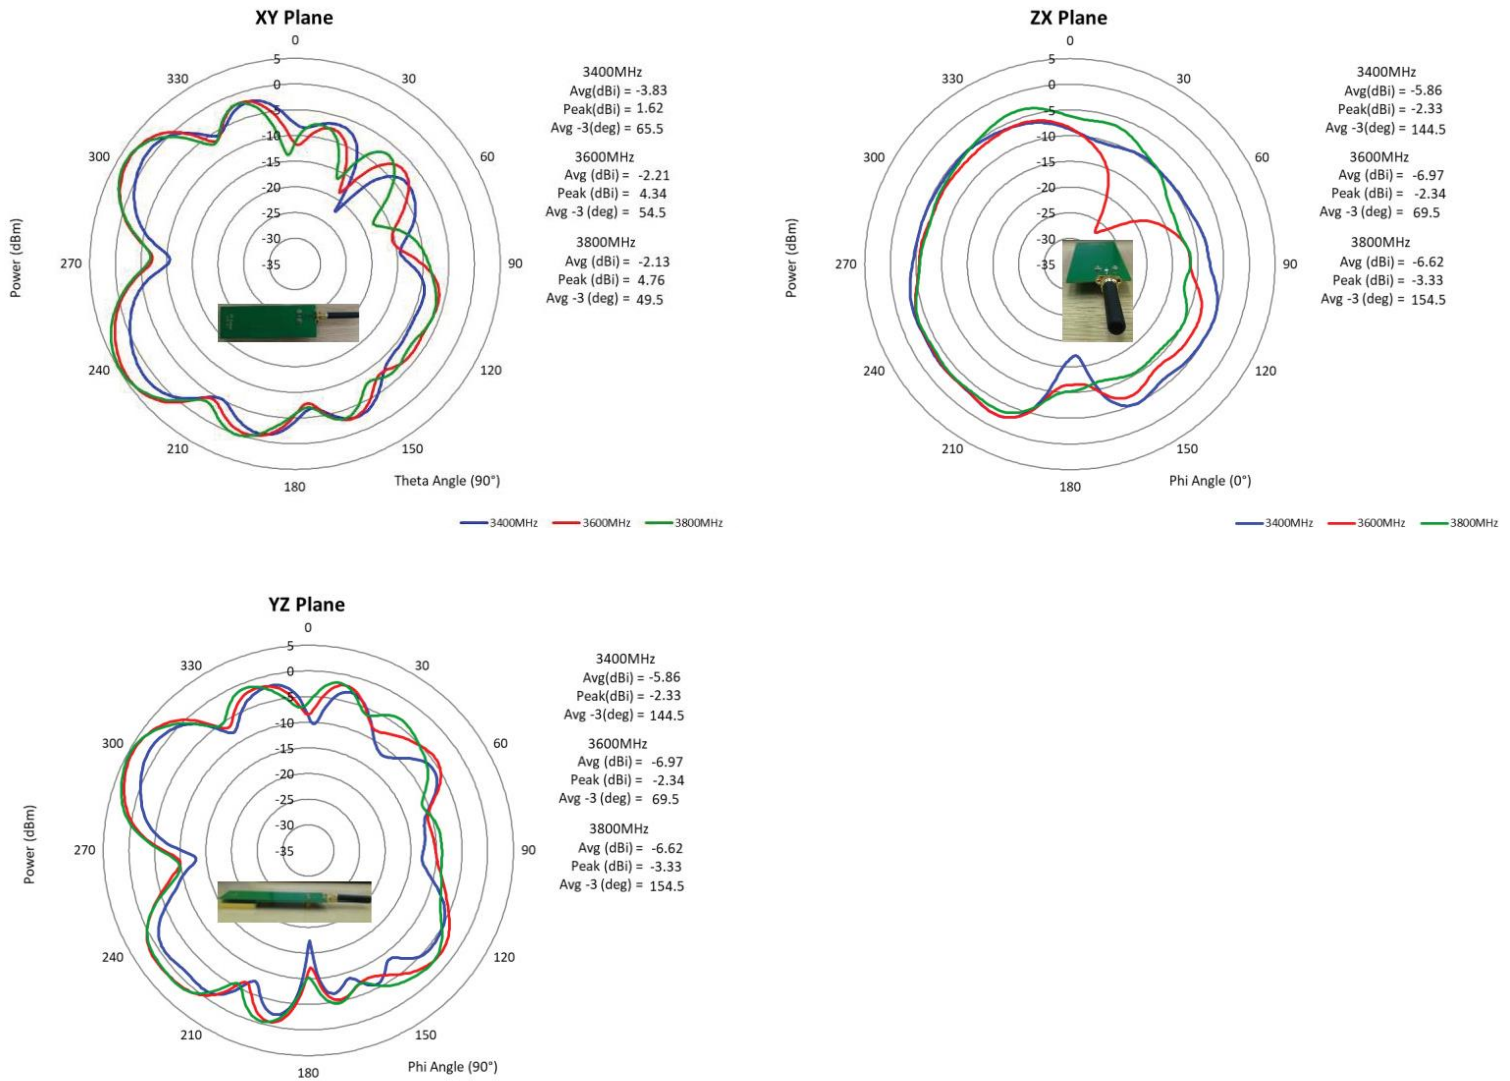 XY Plane
0
30
60
90
120
150
180
210
240
270
300
330
5
0
-5
-10
-15
-20
-25
-30
-35
Power (dBm)
Theta Angle (90°)
3400MHz
Avg(dBi) = -3.83
Peak(dBi) = 1.62
Avg -3(deg) = 65.5
3600MHz
Avg (dBi) = -2.21
Peak (dBi) = 4.34
Avg -3 (deg) = 54.5
3800MHz
Avg (dBi) = -2.13
Peak (dBi) = 4.76
Avg -3 (deg) = 49.5
3400MHz 3600MHz 3800MHz
ZX Plane
0
30
60
90
120
150
180
210
240
270
300
330
5
0
-5
-10
-15
-20
-25
-30
-35
Power (dBm)
Phi Angle (0°)
3400MHz
Avg(dBi) = -5.86
Peak(dBi) = -2.33
Avg -3(deg) = 144.5
3600MHz
Avg (dBi) = -6.97
Peak (dBi) = -2.34
Avg -3 (deg) = 69.5
3800MHz
Avg (dBi) = -6.62
Peak (dBi) = -3.33
Avg -3 (deg) = 154.5
3400MHz 3600MHz 3800MHz
YZ Plane
0
30
60
90
120
150
180
210
240
270
300
330
5
0
-5
-10
-15
-20
-25
-30
-35
Power (dBm)
Phi Angle (90°)
3400MHz
Avg(dBi) = -5.86
Peak(dBi) = -2.33
Avg -3(deg) = 144.5
3600MHz
Avg (dBi) = -6.97
Peak (dBi) = -2.34
Avg -3 (deg) = 69.5
3800MHz
Avg (dBi) = -6.62
Peak (dBi) = -3.33
Avg -3 (deg) = 154.5